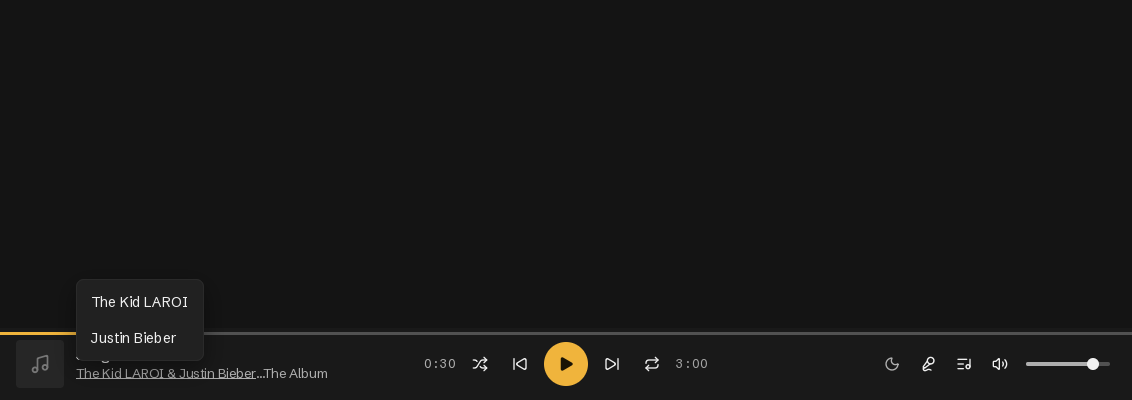 The Kid LAROI
Justin Bieber
The Kid LAROI & Justin Bieber…The Album
0:30
3:00